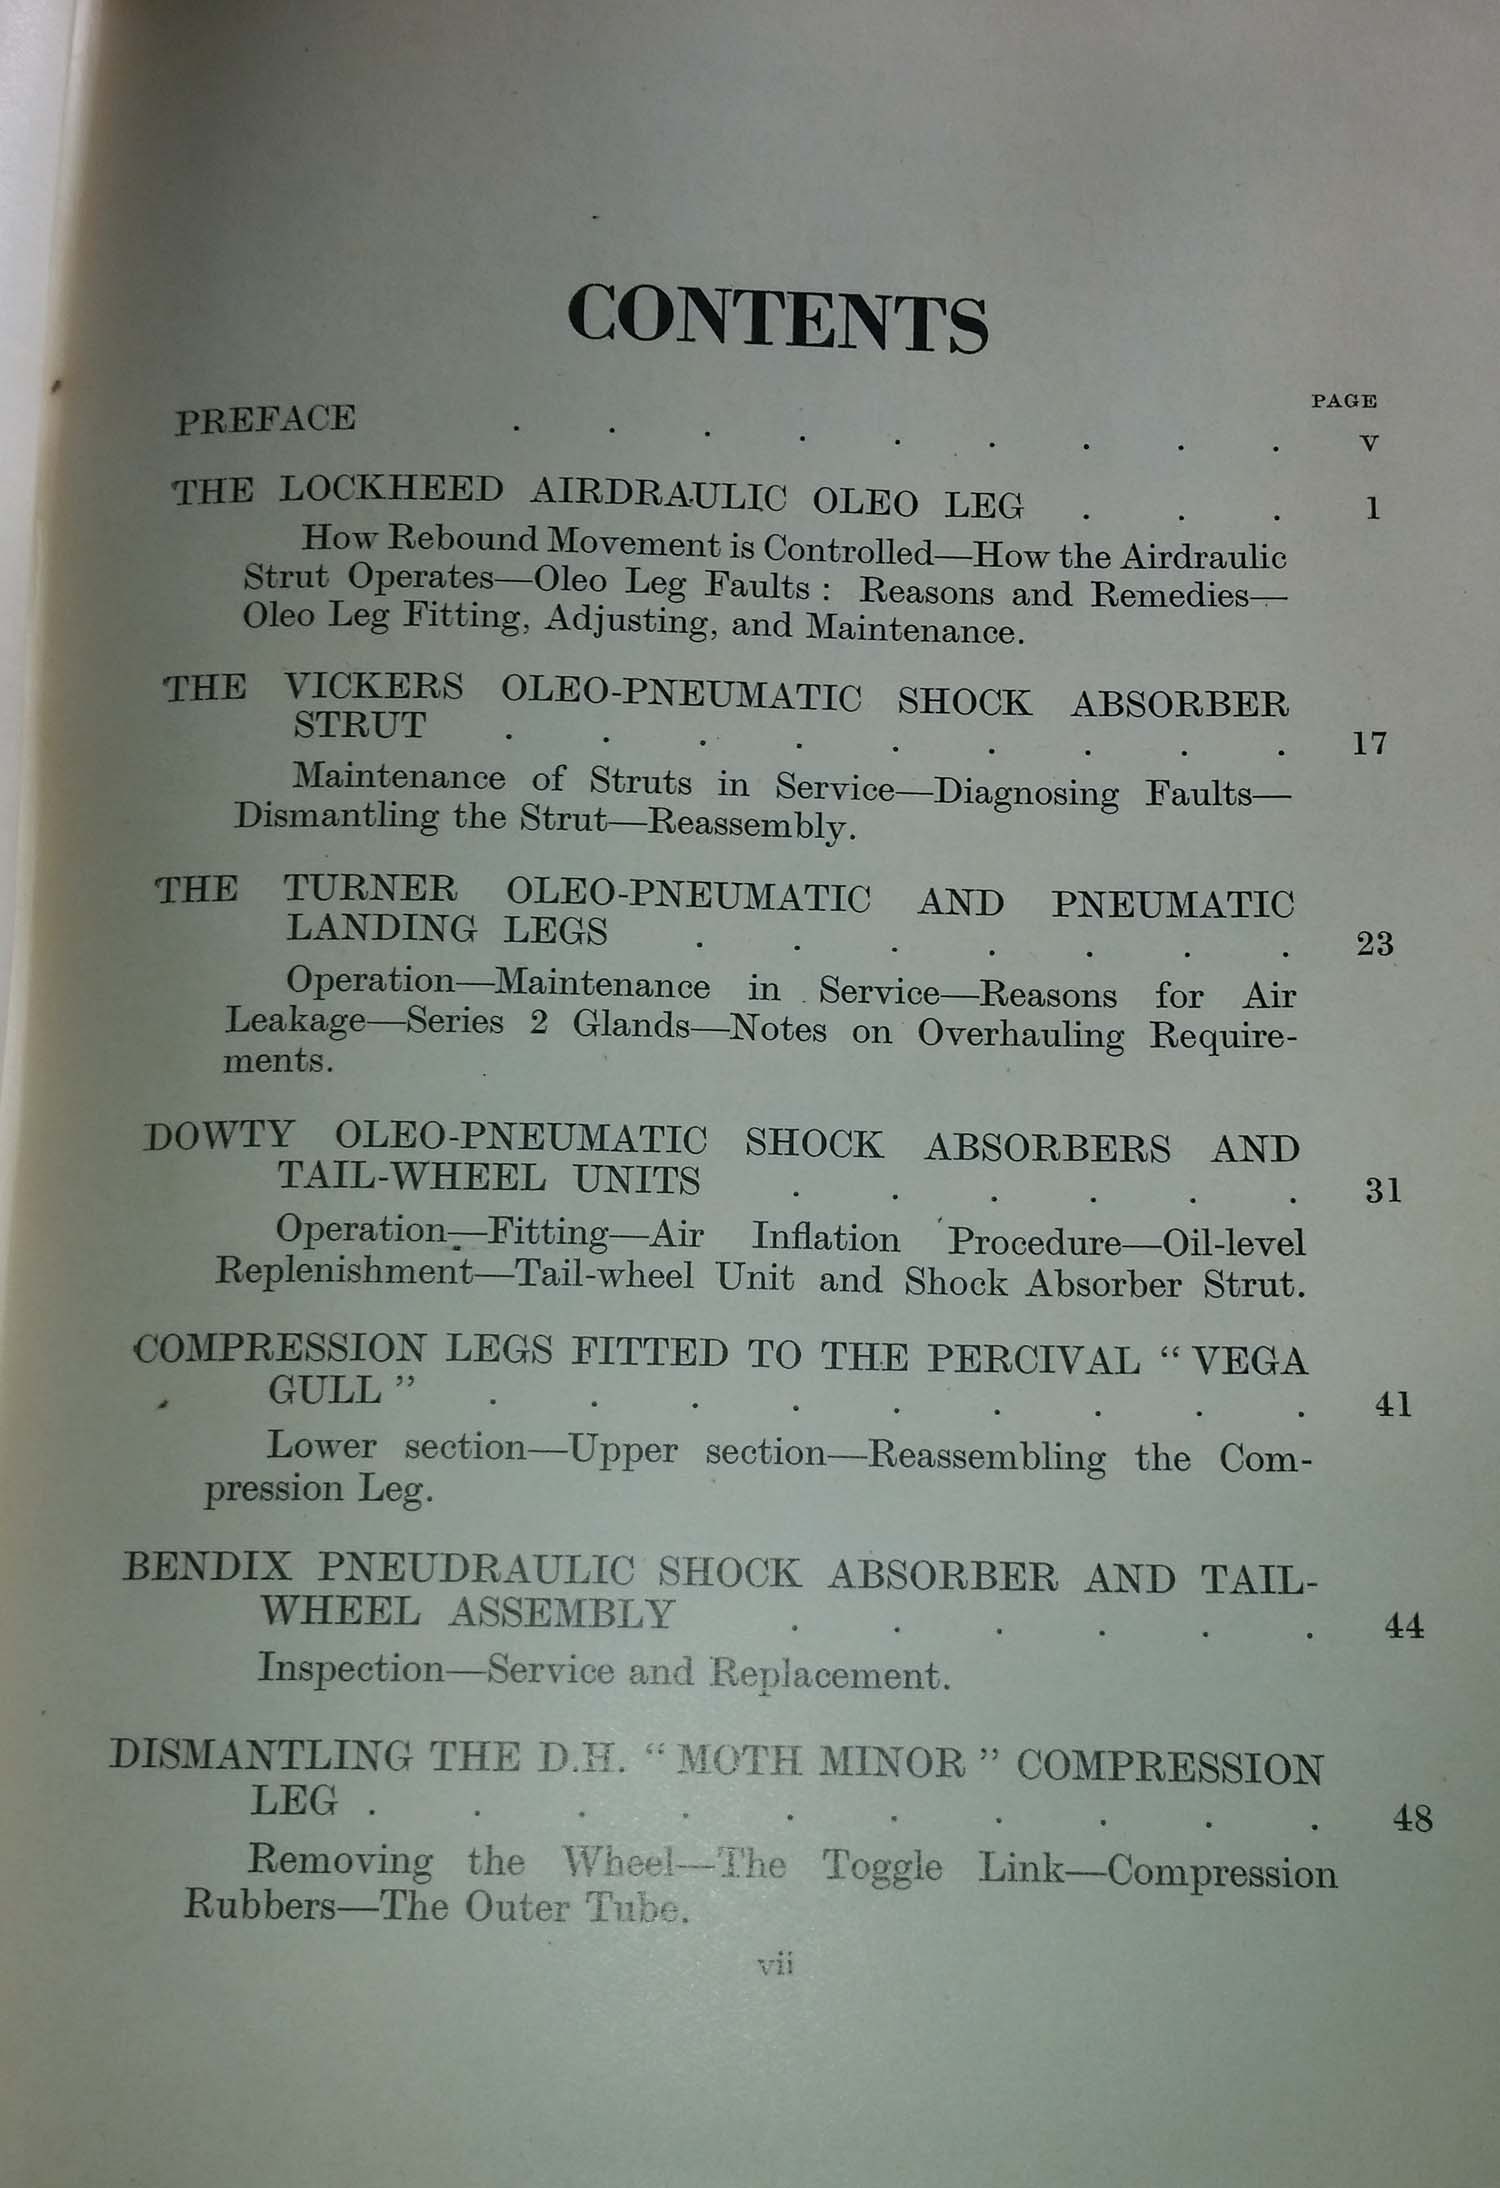 CONTENTS
PAGE
PREFACE . . . . . . . . . v
THE LOCKHEED AIRDRAULIC OLEO LEG . . . 1
How Rebound Movement is Controlled—How the Airdraulic
Strut Operates—Oleo Leg Faults : Reasons and Remedies—
Oleo Leg Fitting, Adjusting, and Maintenance.
THE VICKERS OLEO-PNEUMATIC SHOCK ABSORBER
STRUT . . . . . . . . . 17
Maintenance of Struts in Service—Diagnosing Faults—
Dismantling the Strut—Reassembly.
THE TURNER OLEO-PNEUMATIC AND PNEUMATIC
LANDING LEGS . . . . . . . 23
Operation—Maintenance in Service—Reasons for Air
Leakage—Series 2 Glands—Notes on Overhauling Require-
ments.
DOWTY OLEO-PNEUMATIC SHOCK ABSORBERS AND
TAIL-WHEEL UNITS . . . . . . 31
Operation—Fitting—Air Inflation Procedure—Oil-level
Replenishment—Tail-wheel Unit and Shock Absorber Strut.
COMPRESSION LEGS FITTED TO THE PERCIVAL “ VEGA
GULL ” . . . . . . . . . 41
Lower section—Upper section—Reassembling the Com-
pression Leg.
BENDIX PNEUDRAULIC SHOCK ABSORBER AND TAIL-
WHEEL ASSEMBLY . . . . . . 44
Inspection—Service and Replacement.
DISMANTLING THE D.H. “ MOTH MINOR ” COMPRESSION
LEG . . . . . . . . . . 48
Removing the Wheel—The Toggle Link—Compression
Rubbers—The Outer Tube.
vii